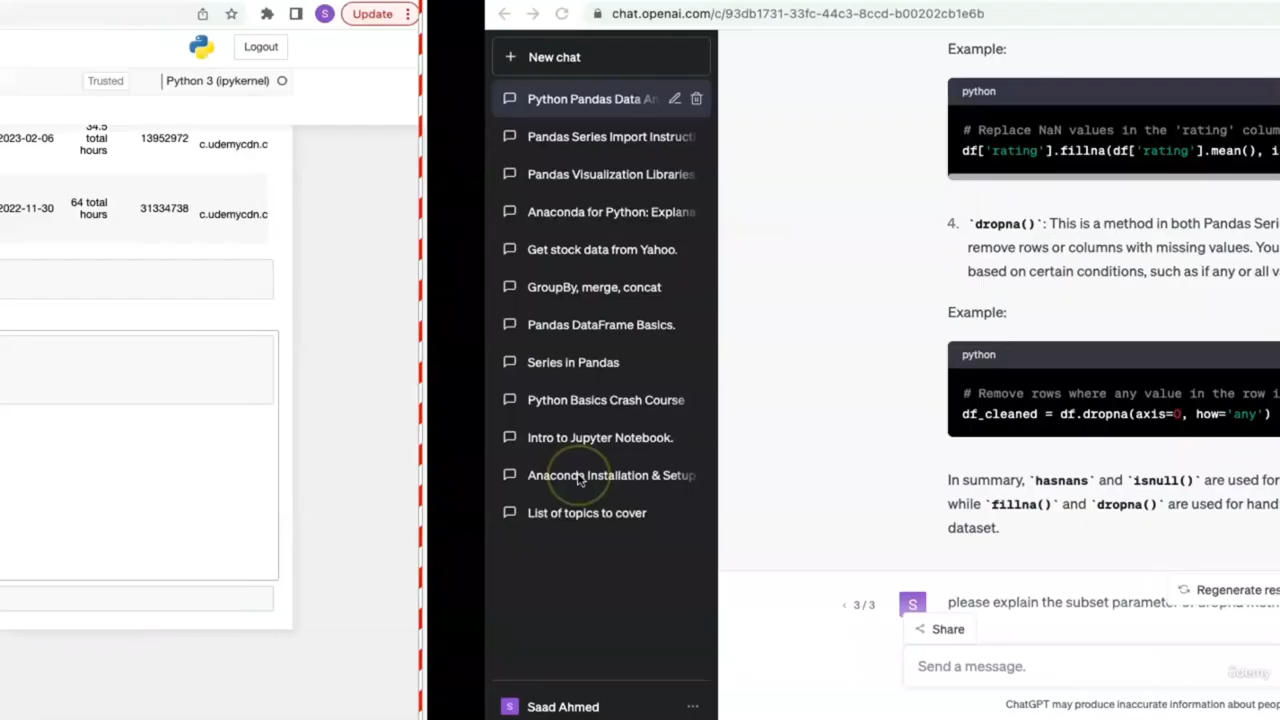 S
Update
Logout
Trusted
Python 3 (ipykernel)
2023-02-06
34.5
total
hours
13952972
c.udemycdn.c
2022-11-30
64 total
hours
31334738
c.udemycdn.c
chat.openai.com/c/93db1731-33fc-44c3-8ccd-b00202cb1e6b
+ New chat
Python Pandas Data An
Pandas Series Import Instructi
Pandas Visualization Libraries
Anaconda for Python: Explana
Get stock data from Yahoo.
GroupBy, merge, concat
Pandas DataFrame Basics.
Series in Pandas
Python Basics Crash Course
Intro to Jupyter Notebook.
Anaconda Installation & Setup
List of topics to cover
S
Saad Ahmed
...
Example:
python
# Replace NaN values in the 'rating' colum
df['rating'].fillna(df['rating'].mean(), i
4. `dropna()`: This is a method in both Pandas Seri
remove rows or columns with missing values. You
based on certain conditions, such as if any or all v
Example:
python
# Remove rows where any value in the row i
df_cleaned = df.dropna(axis=0, how='any')
In summary, `hasnans` and `isnull()` are used for
while `fillna()` and `dropna()` are used for hand
dataset.
Regenerate res
< 3 / 3
S
please explain the subset parameter of dropna
Share
Send a message.
ûdemy
ChatGPT may produce inaccurate information about peop